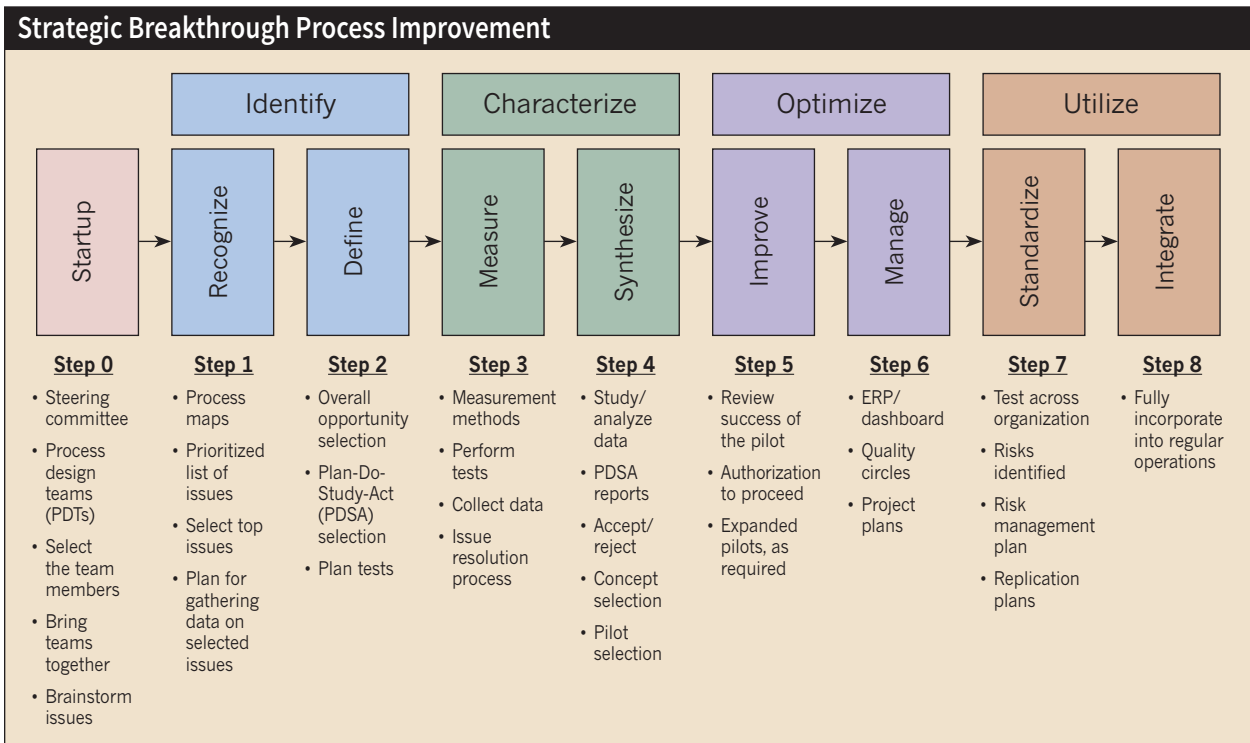 Strategic Breakthrough Process Improvement
Identify
Characterize
Optimize
Utilize
Startup
Recognize
Define
Measure
Synthesize
Improve
Manage
Standardize
Integrate
Step 0
• Steering
committee
• Process
design
teams
(PDTs)
• Select
the team
members
• Bring
teams
together
• Brainstorm
issues
Step 1
• Process
maps
• Prioritized
list of
issues
• Select top
issues
• Plan for
gathering
data on
selected
issues
Step 2
• Overall
opportunity
selection
• Plan-Do-
Study-Act
(PDSA)
selection
• Plan tests
Step 3
• Measurement
methods
• Perform
tests
• Collect data
• Issue
resolution
process
Step 4
• Study/
analyze
data
• PDSA
reports
• Accept/
reject
• Concept
selection
• Pilot
selection
Step 5
• Review
success of
the pilot
• Authorization
to proceed
• Expanded
pilots, as
required
Step 6
• ERP/
dashboard
• Quality
circles
• Project
plans
Step 7
• Test across
organization
• Risks
identified
• Risk
management
plan
• Replication
plans
Step 8
• Fully
incorporate
into regular
operations